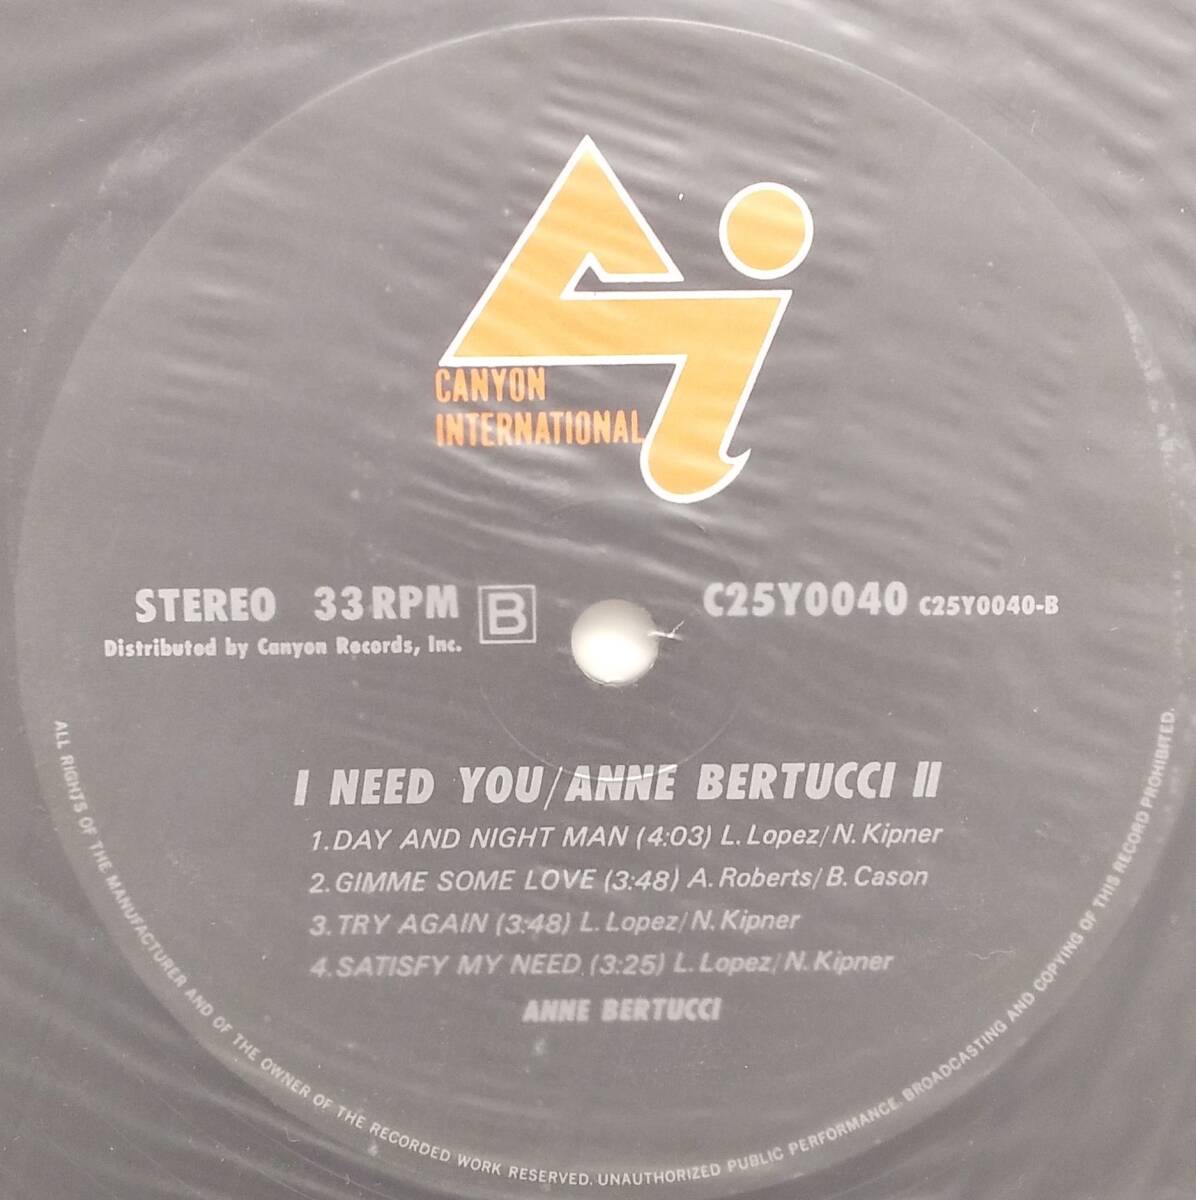 CANYON
INTERNATIONAL
STEREO 33 RPM B C25Y0040 C25Y0040-B
Distributed by Canyon Records, Inc.
I NEED YOU/ANNE BERTUCCI II
1. DAY AND NIGHT MAN (4:03) L. Lopez/N. Kipner
2. GIMME SOME LOVE (3:48) A. Roberts/B. Cason
3. TRY AGAIN (3:48) L. Lopez/N. Kipner
4. SATISFY MY NEED (3:25) L. Lopez/N. Kipner
ANNE BERTUCCI
ALL RIGHTS OF THE MANUFACTURER AND OF THE OWNER OF THE RECORDED WORK RESERVED. UNAUTHORIZED PUBLIC PERFORMANCE. BROADCASTING AND COPYING OF THIS RECORD PROHIBITED.